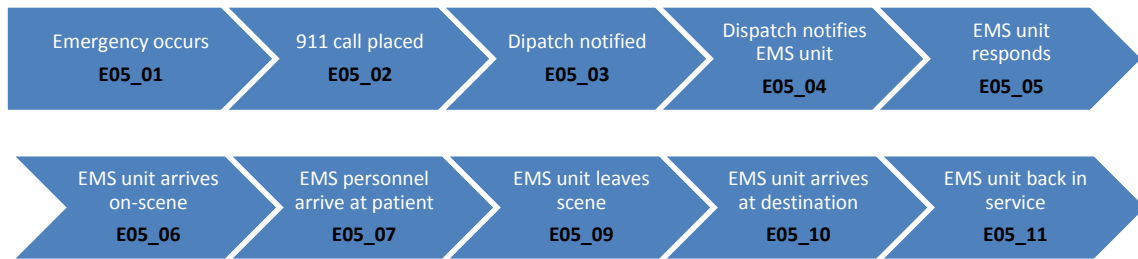 Emergency occurs
E05_01
911 call placed
E05_02
Dipatch notified
E05_03
Dispatch notifies
EMS unit
E05_04
EMS unit
responds
E05_05
EMS unit arrives
on-scene
E05_06
EMS personnel
arrive at patient
E05_07
EMS unit leaves
scene
E05_09
EMS unit arrives
at destination
E05_10
EMS unit back in
service
E05_11